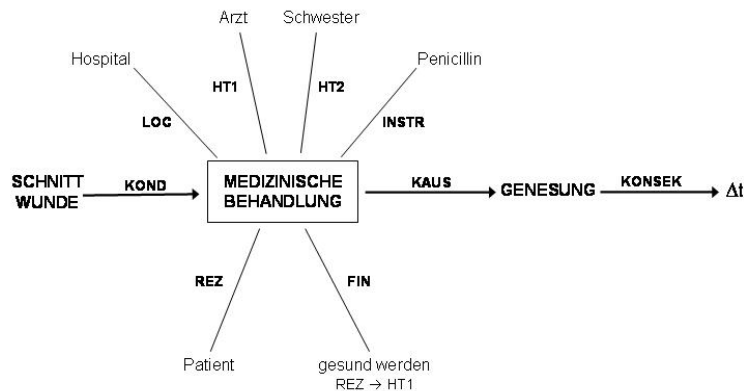 Arzt
Schwester
Hospital
Penicillin
HT1
HT2
LOC
INSTR
SCHNITT
WUNDE
KOND
MEDIZINISCHE
BEHANDLUNG
KAUS
GENESUNG
KONSEK
Δt
REZ
FIN
Patient
gesund werden
REZ → HT1